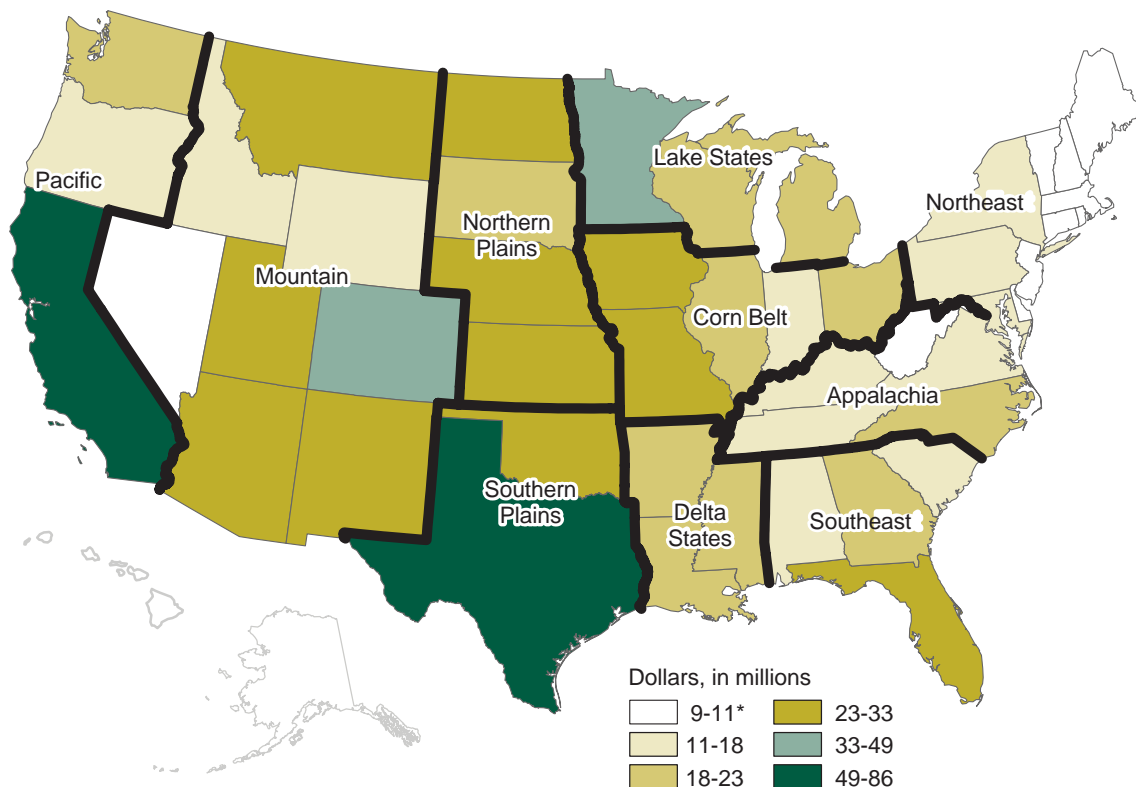 Pacific
Mountain
Northern
Plains
Lake States
Northeast
Corn Belt
Appalachia
Southern
Plains
Delta
States
Southeast
Dollars, in millions
9-11*
11-18
18-23
23-33
33-49
49-86